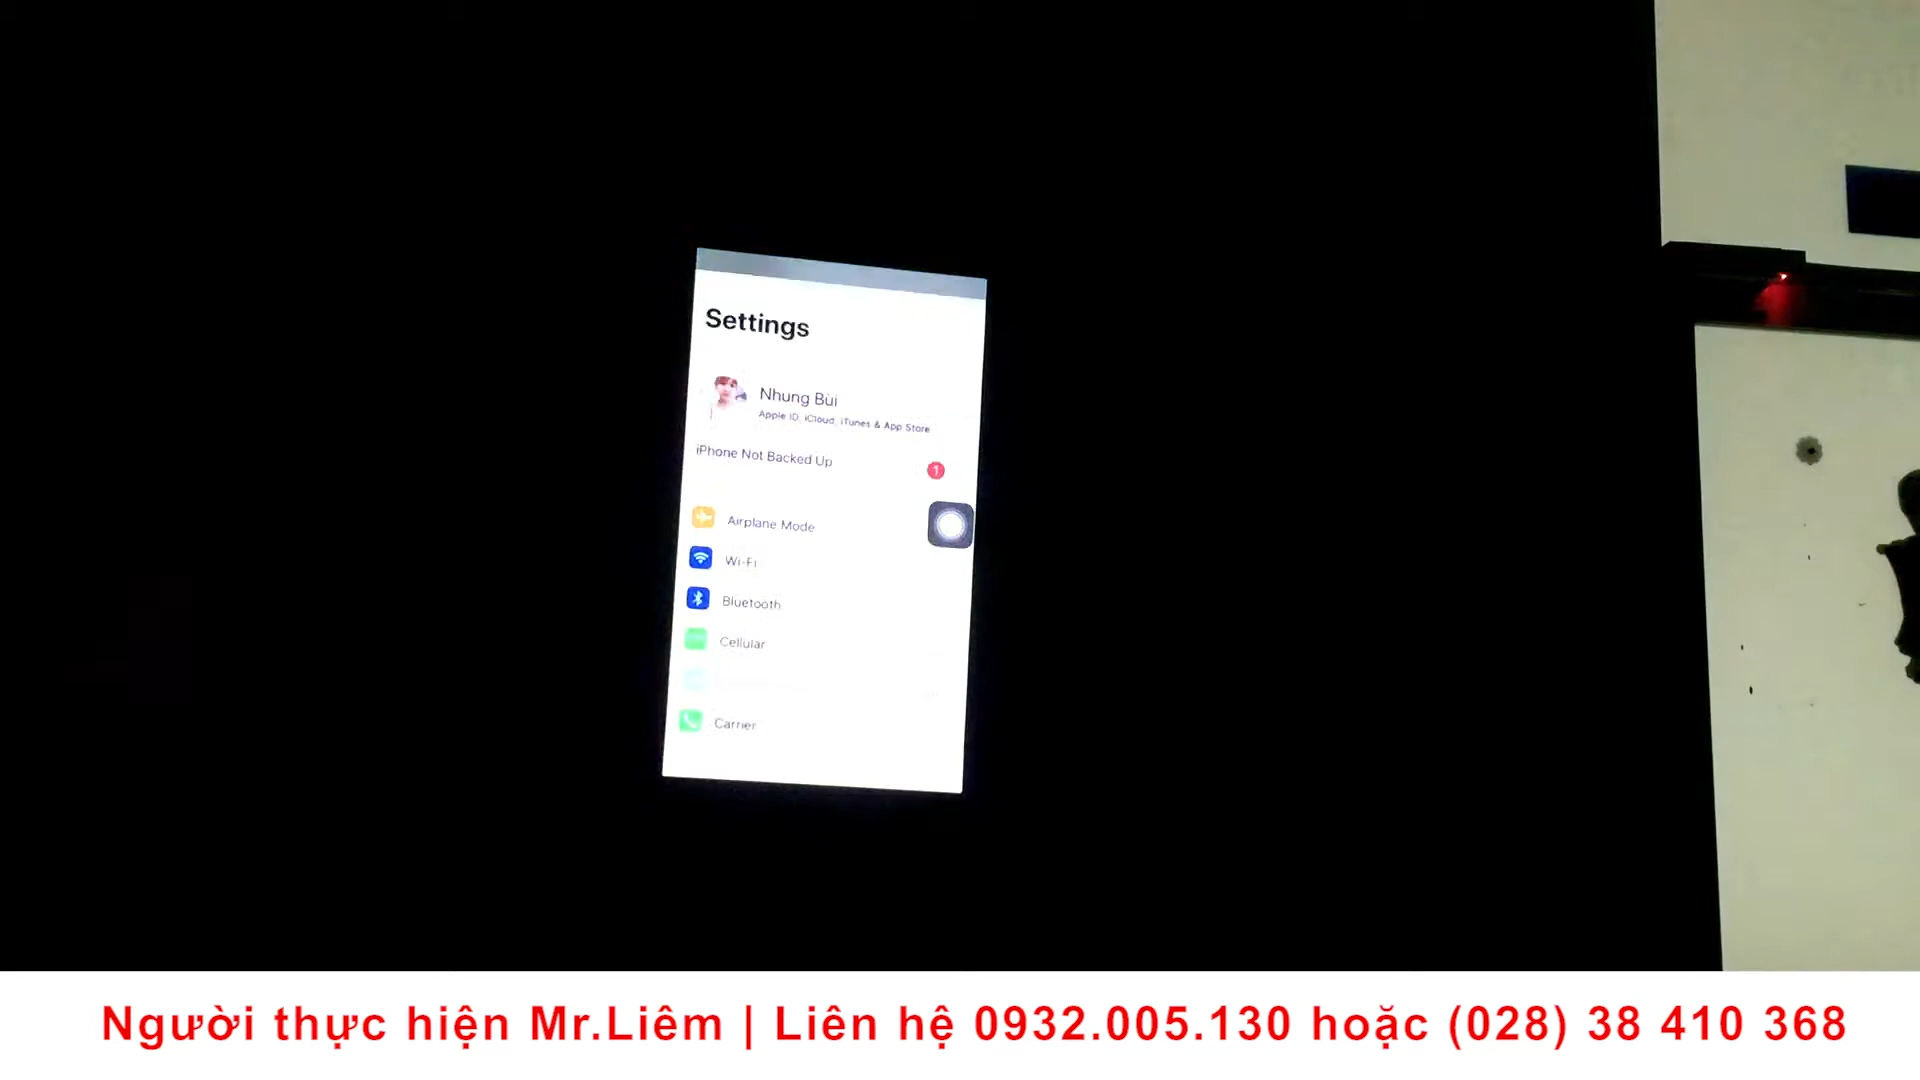 Settings
Nhung Bùi
Apple ID, iCloud, iTunes & App Store
iPhone Not Backed Up
1
Airplane Mode
Wi-Fi
Bluetooth
Cellular
Carrier
Người thực hiện Mr.Liêm | Liên hệ 0932.005.130 hoặc (028) 38 410 368